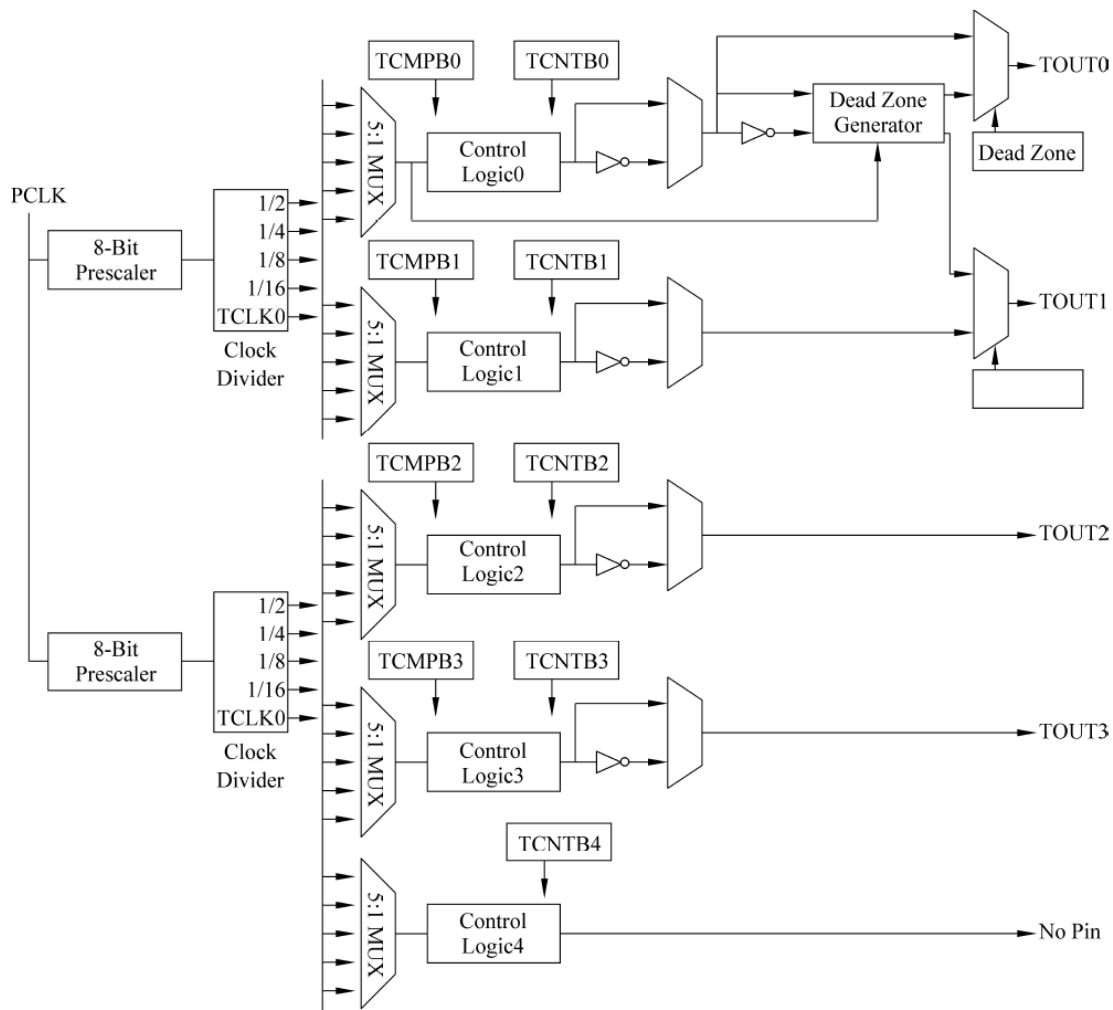 TCMPB0
TCNTB0
TOUT0
Dead Zone
Generator
5:1 MUX
Control
Logic0
Dead Zone
PCLK
1/2
1/4
1/8
1/16
TCLK0
8-Bit
Prescaler
Clock
Divider
TCMPB1
TCNTB1
TOUT1
5:1 MUX
Control
Logic1
TCMPB2
TCNTB2
TOUT2
5:1 MUX
Control
Logic2
1/2
1/4
1/8
1/16
TCLK0
8-Bit
Prescaler
Clock
Divider
TCMPB3
TCNTB3
TOUT3
5:1 MUX
Control
Logic3
TCNTB4
5:1 MUX
Control
Logic4
No Pin